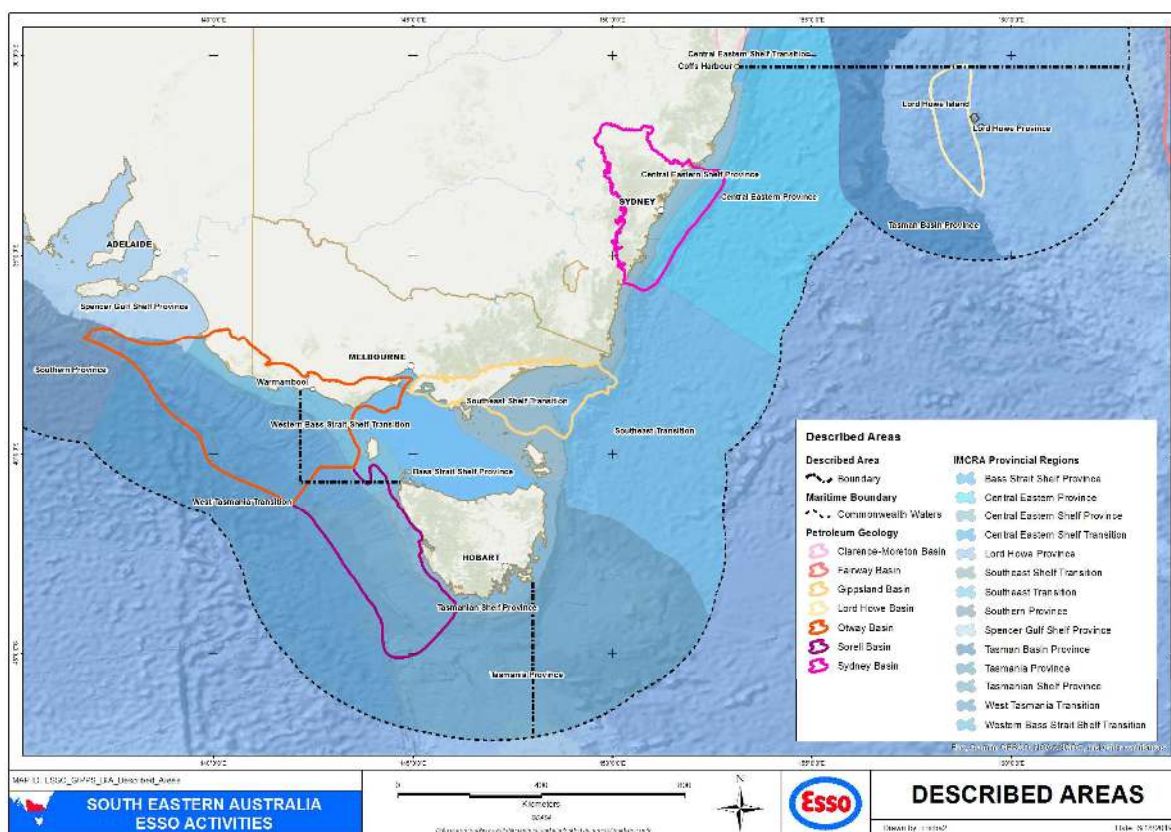 Central Eastern Shelf Transition
Coffs Harbour
Lord Howe Island
Lord Howe Province
Central Eastern Shelf Province
SYDNEY
Central Eastern Province
Tasman Basin Province
ADELAIDE
Spencer Gulf Shelf Province
Southern Province
MELBOURNE
Warrnambool
Southeast Shelf Transition
Western Bass Strait Shelf Transition
Southeast Transition
Bass Strait Shelf Province
West Tasmania Transition
HOBART
Tasmanian Shelf Province
Tasmania Province
Described Areas
Described Area
Boundary
Maritime Boundary
Commonwealth Waters
Petroleum Geology
Clarence-Moreton Basin
Fairway Basin
Gippsland Basin
Lord Howe Basin
Otway Basin
Sorell Basin
Sydney Basin
IMCRA Provincial Regions
Bass Strait Shelf Province
Central Eastern Province
Central Eastern Shelf Province
Central Eastern Shelf Transition
Lord Howe Province
Southeast Shelf Transition
Southeast Transition
Southern Province
Spencer Gulf Shelf Province
Tasman Basin Province
Tasmania Province
Tasmanian Shelf Province
West Tasmania Transition
Western Bass Strait Shelf Transition
SOUTH EASTERN AUSTRALIA
ESSO ACTIVITIES
0 400 800
Kilometers
N
Esso
DESCRIBED AREAS
Drawn by:
Date: